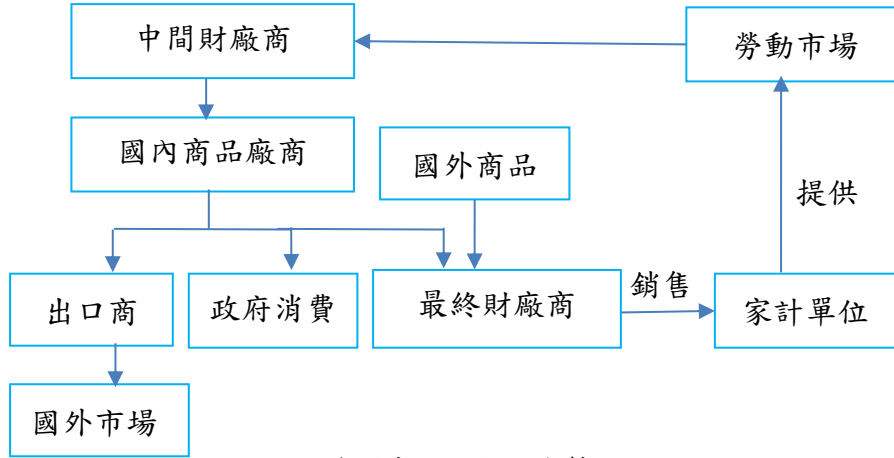 中間財廠商
勞動市場
國內商品廠商
國外商品
提供
出口商
政府消費
最終財廠商
銷售
家計單位
國外市場